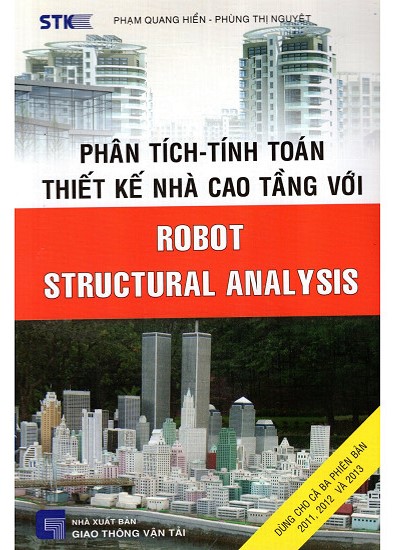 STK
PHẠM QUANG HIỂN - PHÙNG THỊ NGUYỆT
PHÂN TÍCH-TÍNH TOÁN
THIẾT KẾ NHÀ CAO TẦNG VỚI
ROBOT
STRUCTURAL ANALYSIS
DÙNG CHO CẢ BA PHIÊN BẢN
2011, 2012 VÀ 2013
NHÀ XUẤT BẢN
GIAO THÔNG VẬN TẢI